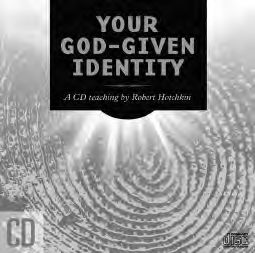 YOUR
GOD-GIVEN
IDENTITY
A CD teaching by Robert Hotchkin
CD